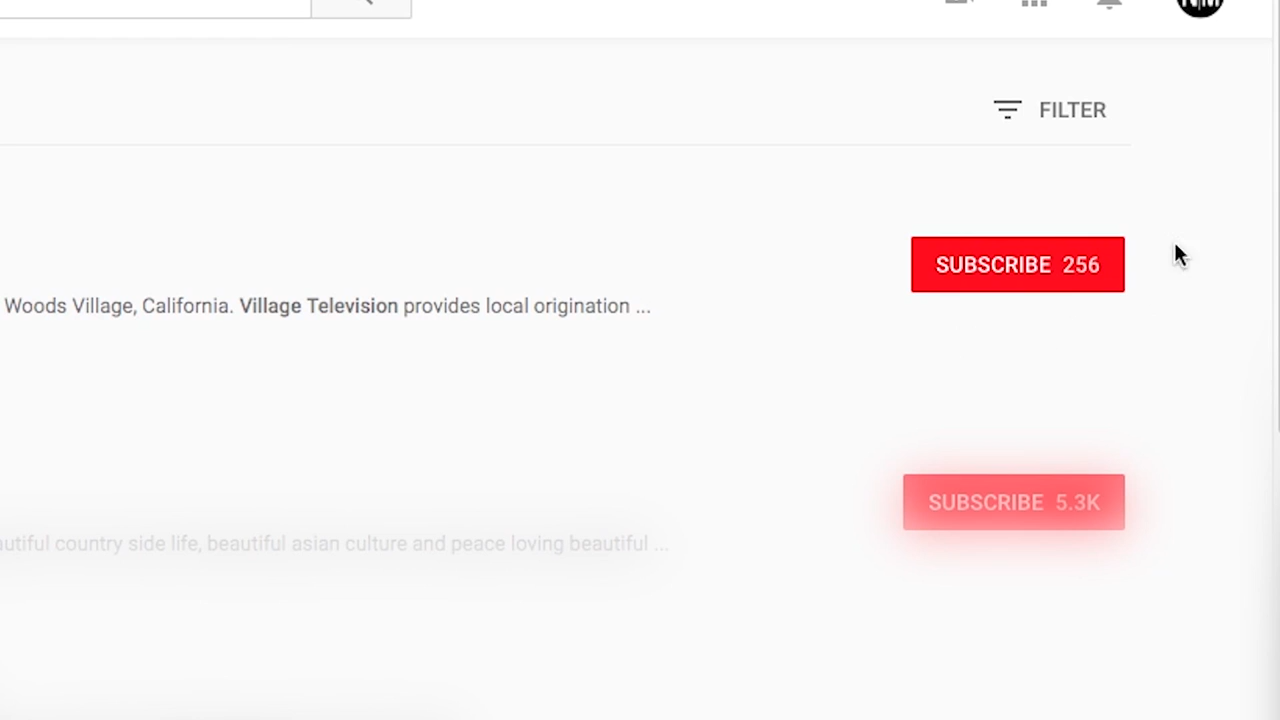 FILTER
SUBSCRIBE 256
Woods Village, California. Village Television provides local origination ...
SUBSCRIBE 5.3K
autiful country side life, beautiful asian culture and peace loving beautiful ...